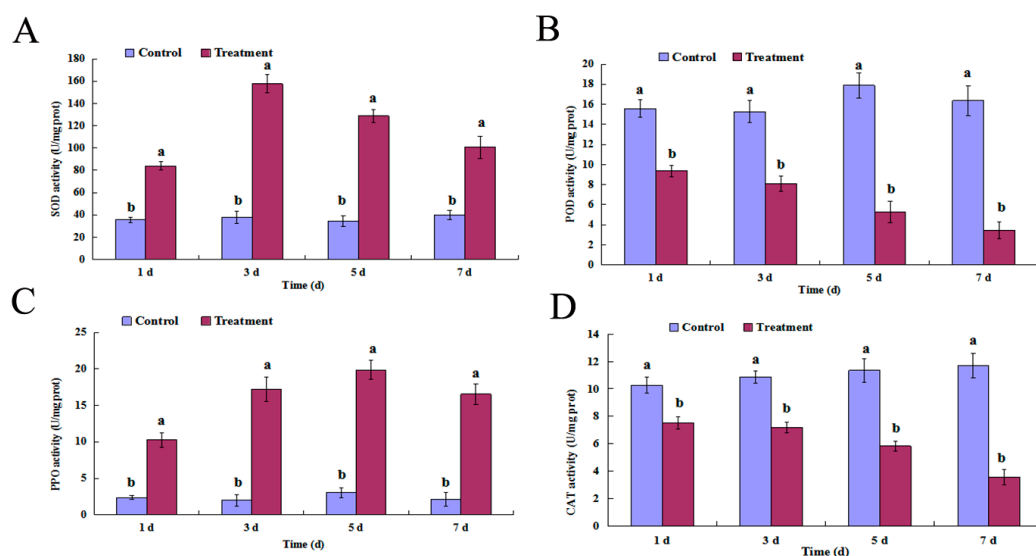 A
Control Treatment
SOD activity (U/mg prot)
180
160
140
120
100
80
60
40
20
0
b a b a b a b a
1 d 3 d 5 d 7 d
Time (d)
B
Control Treatment
POD activity (U/mg prot)
20
18
16
14
12
10
8
6
4
2
0
a b a b a b a b
1 d 3 d 5 d 7 d
Time (d)
C
Control Treatment
PPO activity (U/mg prot)
25
20
15
10
5
0
b a b a b a b a
1 d 3 d 5 d 7 d
Time (d)
D
Control Treatment
CAT activity (U/mg prot)
14
12
10
8
6
4
2
0
a b a b a b a b
1 d 3 d 5 d 7 d
Time (d)